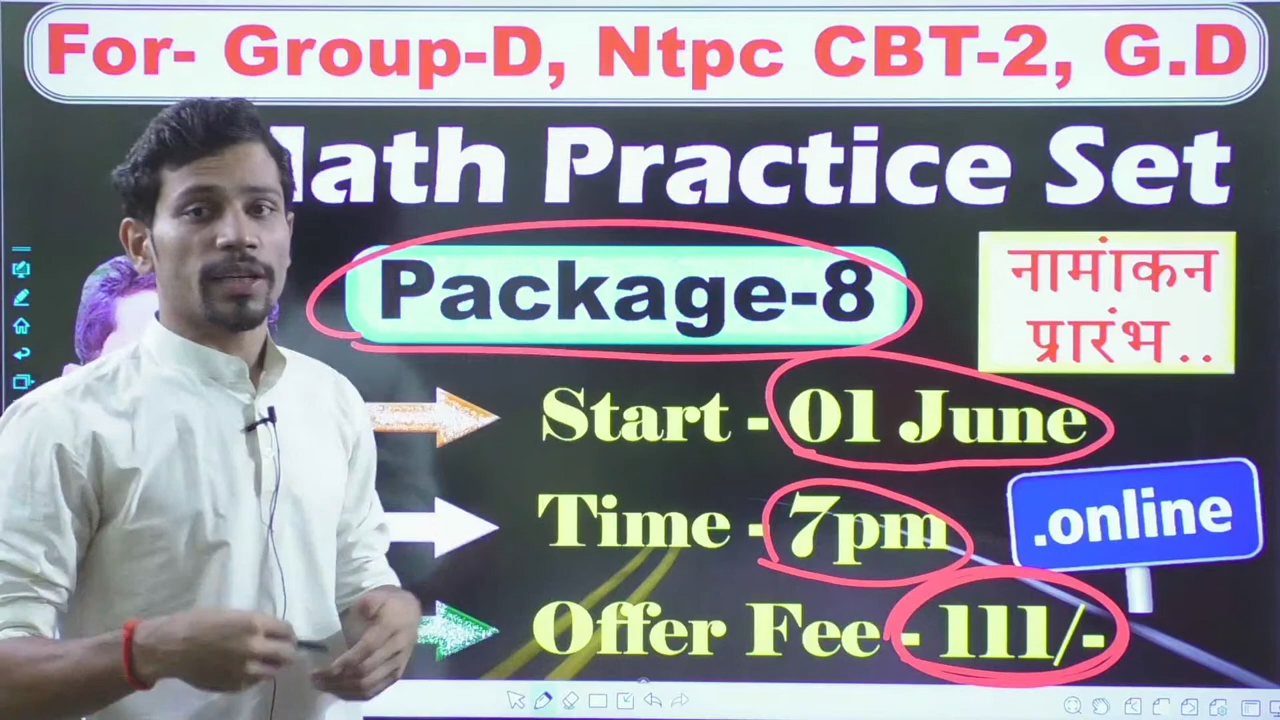 For- Group-D, Ntpc CBT-2, G.D
Math Practice Set
Package-8
नामांकन
प्रारंभ..
Start - 01 June
Time - 7pm
.online
Offer Fee - 111/-